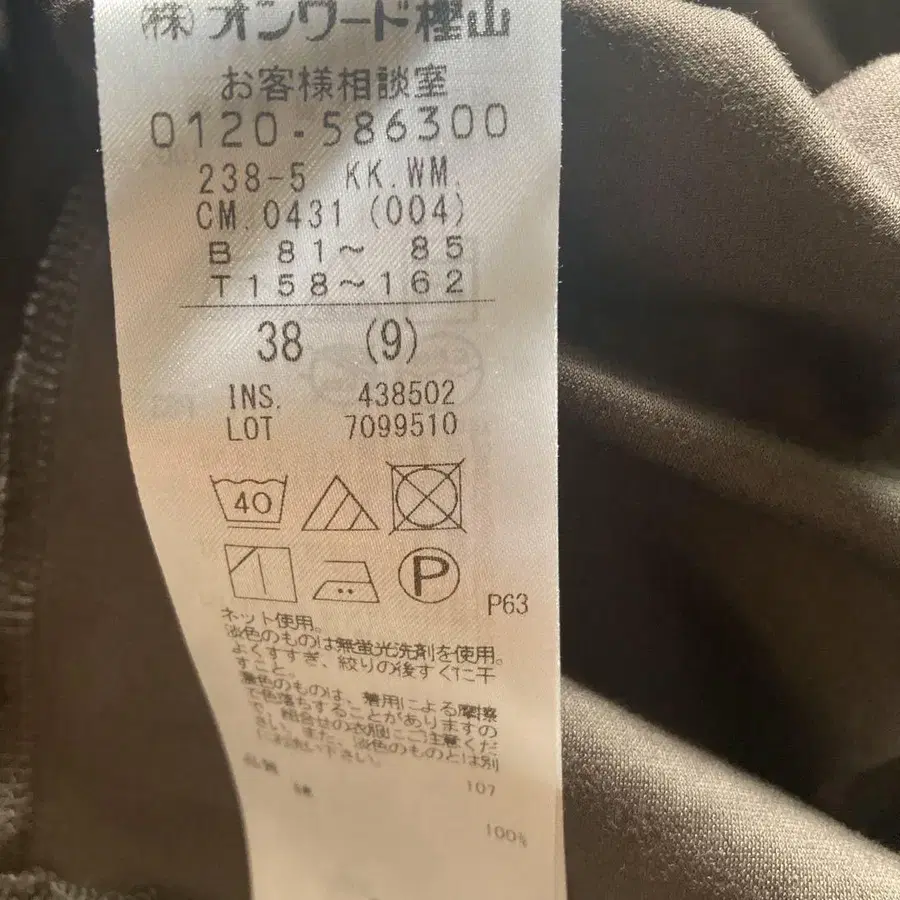 (株)オンワード樫山
お客様相談室
0120-586300
238-5 KK.WM.
CM.0431 (004)
B 81～ 85
T158～162
38 (9)
INS. 438502
LOT 7099510
40
P
P63
ネット使用。
淡色のものは無蛍光洗剤を使用。
よくすすぎ、絞りの後すぐに干
すこと。
濃色のものは、着用による摩擦
で色落ちすることがありますの
で、組合せの衣服にご注意くだ
さい。また、淡色のものとは別
にお洗い下さい。
品質 107
綿 100%